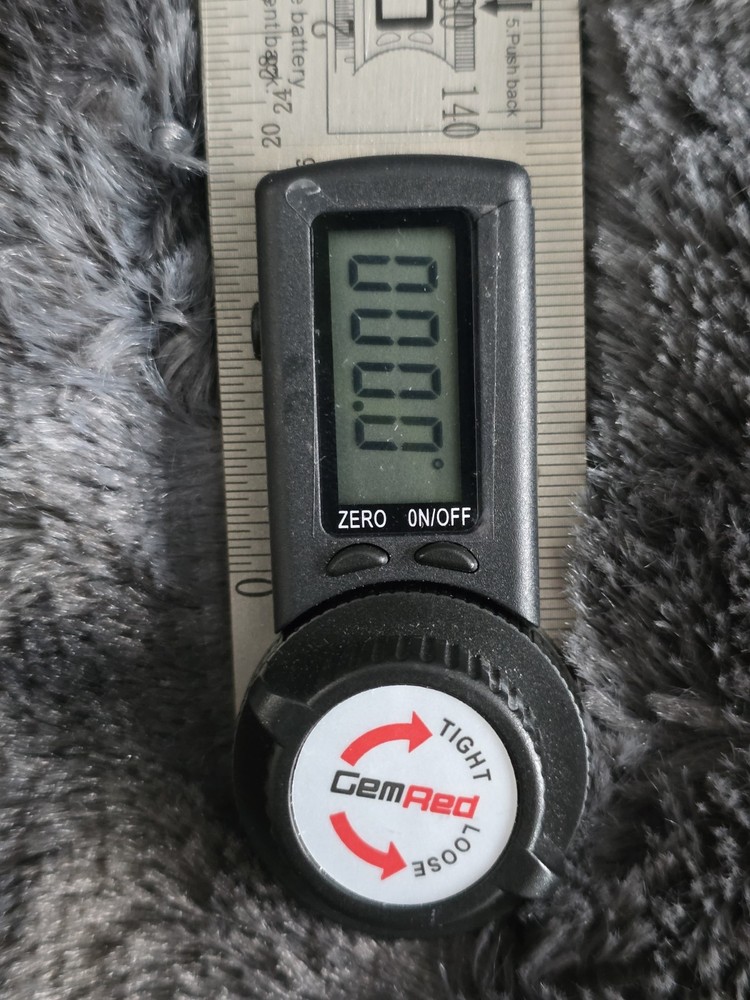 5.Push back
140
battery
28
24
20
000.0°
ZERO ON/OFF
0
TIGHT
GemRed
LOOSE